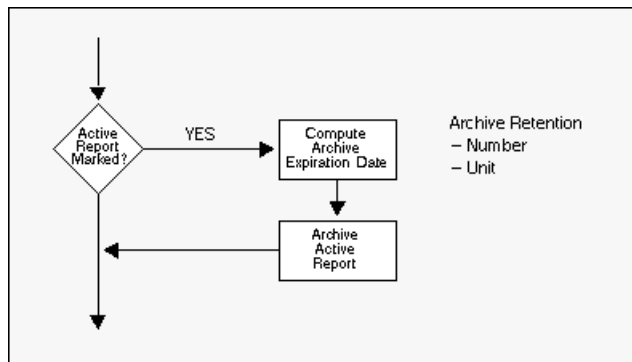 Active
Report
Marked?
YES
Compute
Archive
Expiration Date
Archive
Active
Report
Archive Retention
– Number
– Unit